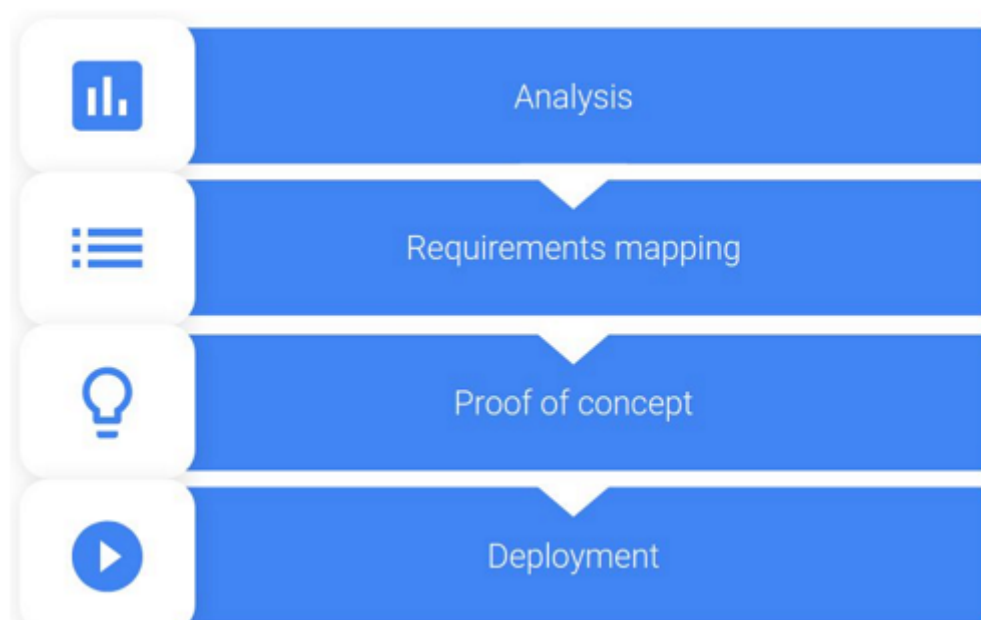 Analysis
Requirements mapping
Proof of concept
Deployment